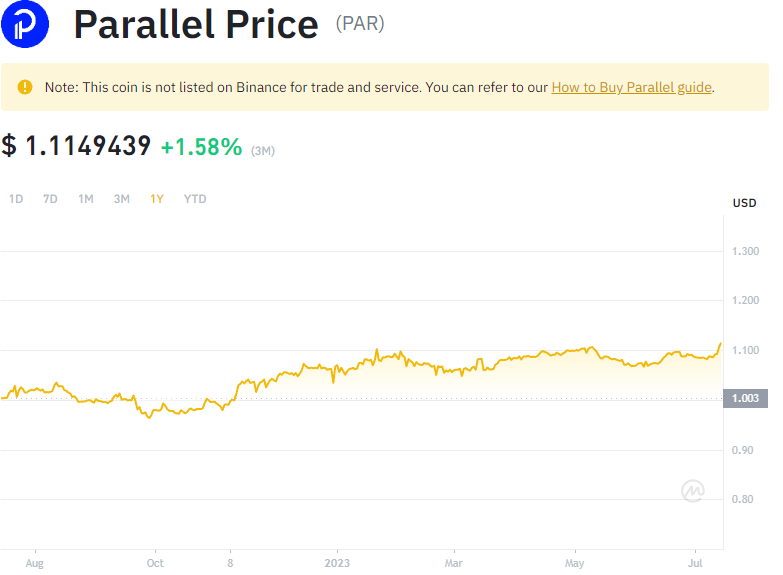 Parallel Price (PAR)
Note: This coin is not listed on Binance for trade and service. You can refer to our How to Buy Parallel guide.
$ 1.1149439 +1.58% (3M)
1D 7D 1M 3M 1Y YTD
USD
1.300
1.200
1.100
1.003
0.90
0.80
Aug Oct 8 2023 Mar May Jul